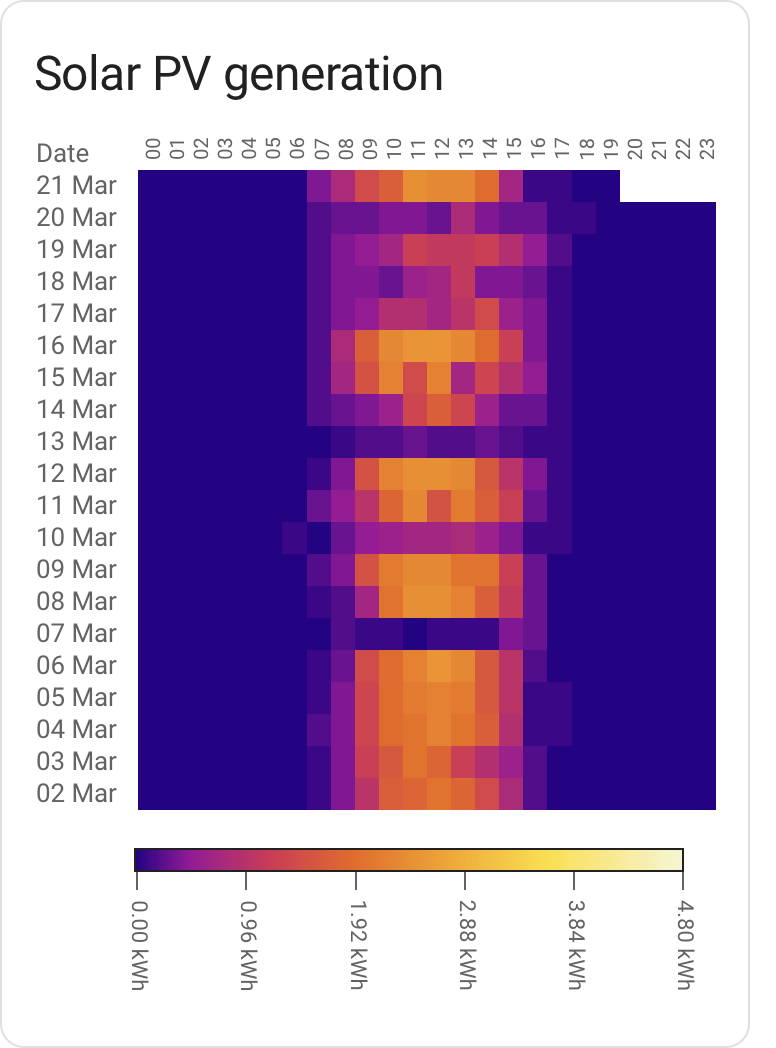 Solar PV generation
Date 00 01 02 03 04 05 06 07 08 09 10 11 12 13 14 15 16 17 18 19 20 21 22 23
21 Mar
20 Mar
19 Mar
18 Mar
17 Mar
16 Mar
15 Mar
14 Mar
13 Mar
12 Mar
11 Mar
10 Mar
09 Mar
08 Mar
07 Mar
06 Mar
05 Mar
04 Mar
03 Mar
02 Mar
0.00 kWh 0.96 kWh 1.92 kWh 2.88 kWh 3.84 kWh 4.80 kWh